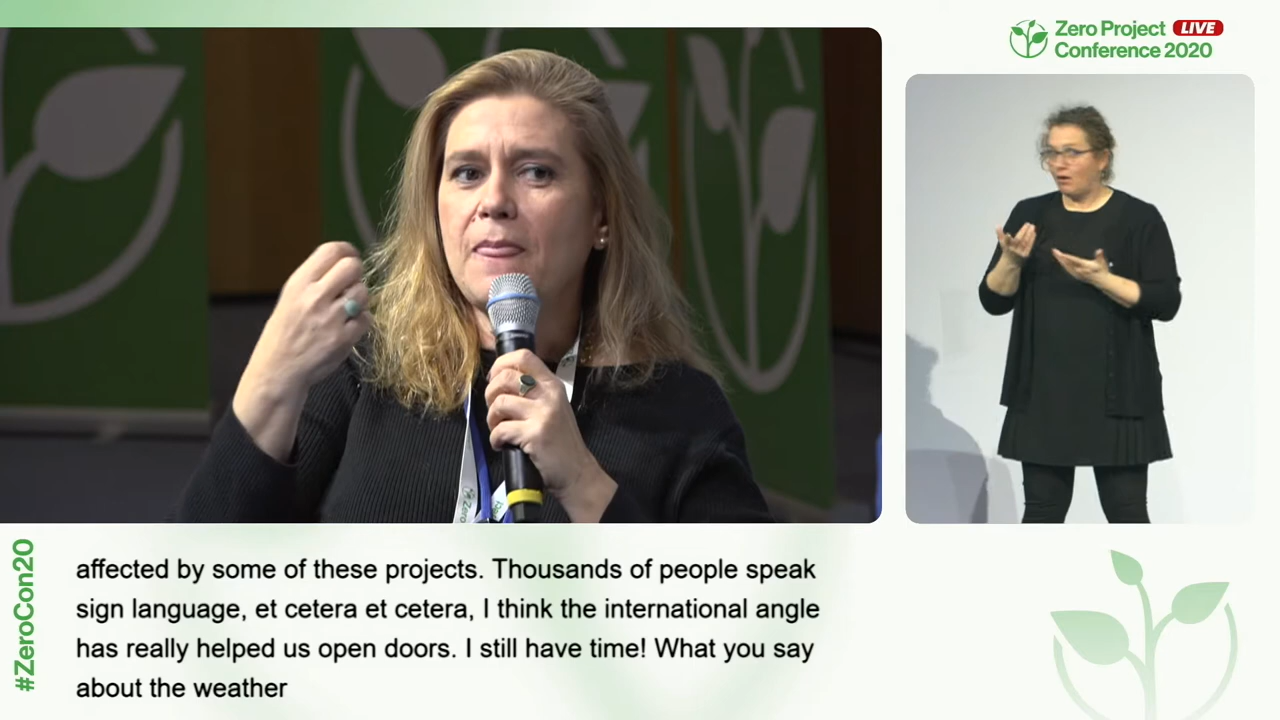 Zero Project LIVE
Conference 2020
#ZeroCon20
affected by some of these projects. Thousands of people speak
sign language, et cetera et cetera, I think the international angle
has really helped us open doors. I still have time! What you say
about the weather